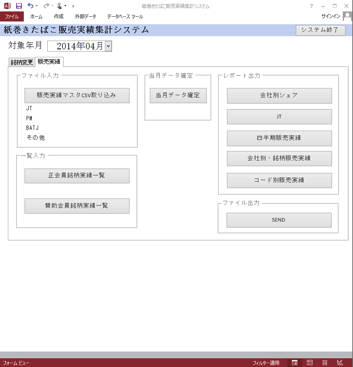 紙巻きたばこ販売実績集計システム
? － □ ×
ファイル ホーム 作成 外部データ データベース ツール サインイン
紙巻きたばこ販売実績集計システム システム終了
対象年月 2014年04月
銘柄変更 販売実績
ファイル入力
販売実績マスタCSV取り込み
JT
PM
BATJ
その他
一覧入力
正会員銘柄実績一覧
賛助会員銘柄実績一覧
当月データ確定
当月データ確定
レポート出力
会社別シェア
JT
四半期販売実績
会社別・銘柄販売実績
コード別販売実績
ファイル出力
SEND
フォーム ビュー フィルター適用